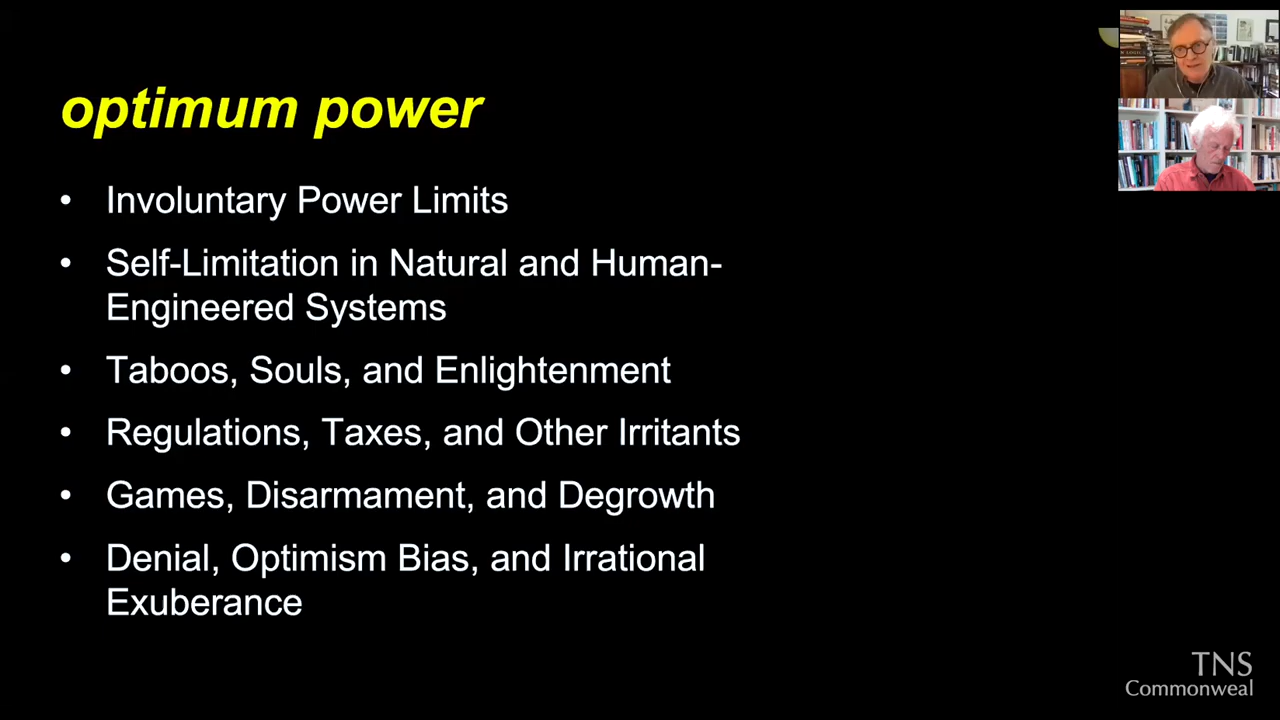 optimum power
• Involuntary Power Limits
• Self-Limitation in Natural and Human-
Engineered Systems
• Taboos, Souls, and Enlightenment
• Regulations, Taxes, and Other Irritants
• Games, Disarmament, and Degrowth
• Denial, Optimism Bias, and Irrational
Exuberance
TNS
Commonweal